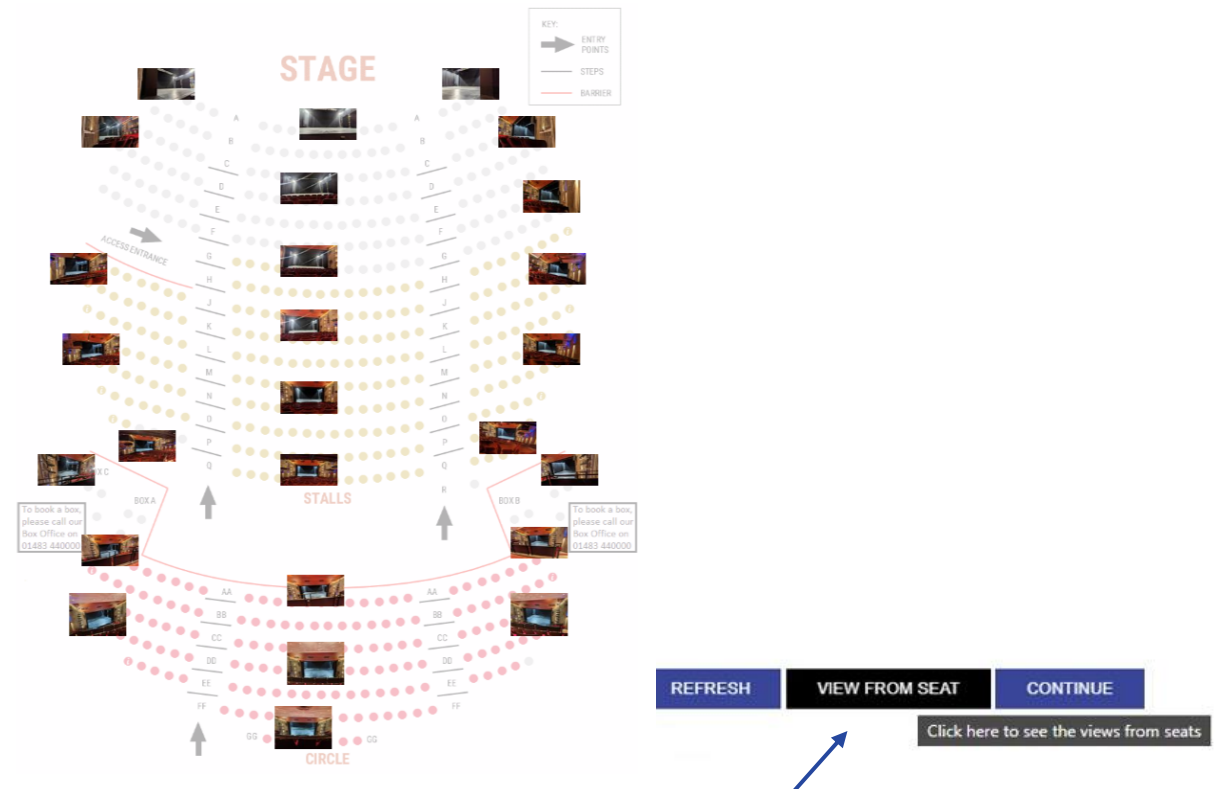 KEY:
ENTRY
POINTS
STEPS
BARRIER
STAGE
A A
B B
C C
D D
E E
F F
ACCESS ENTRANCE
G G
H H
J J
K K
L L
M M
N N
O O
P P
Q Q
R
X C
BOX A
BOX B
STALLS
To book a box,
please call our
Box Office on
01483 440000
To book a box,
please call our
Box Office on
01483 440000
AA AA
BB BB
CC CC
DD DD
EE EE
FF FF
GG GG
CIRCLE
REFRESH
VIEW FROM SEAT
CONTINUE
Click here to see the views from seats